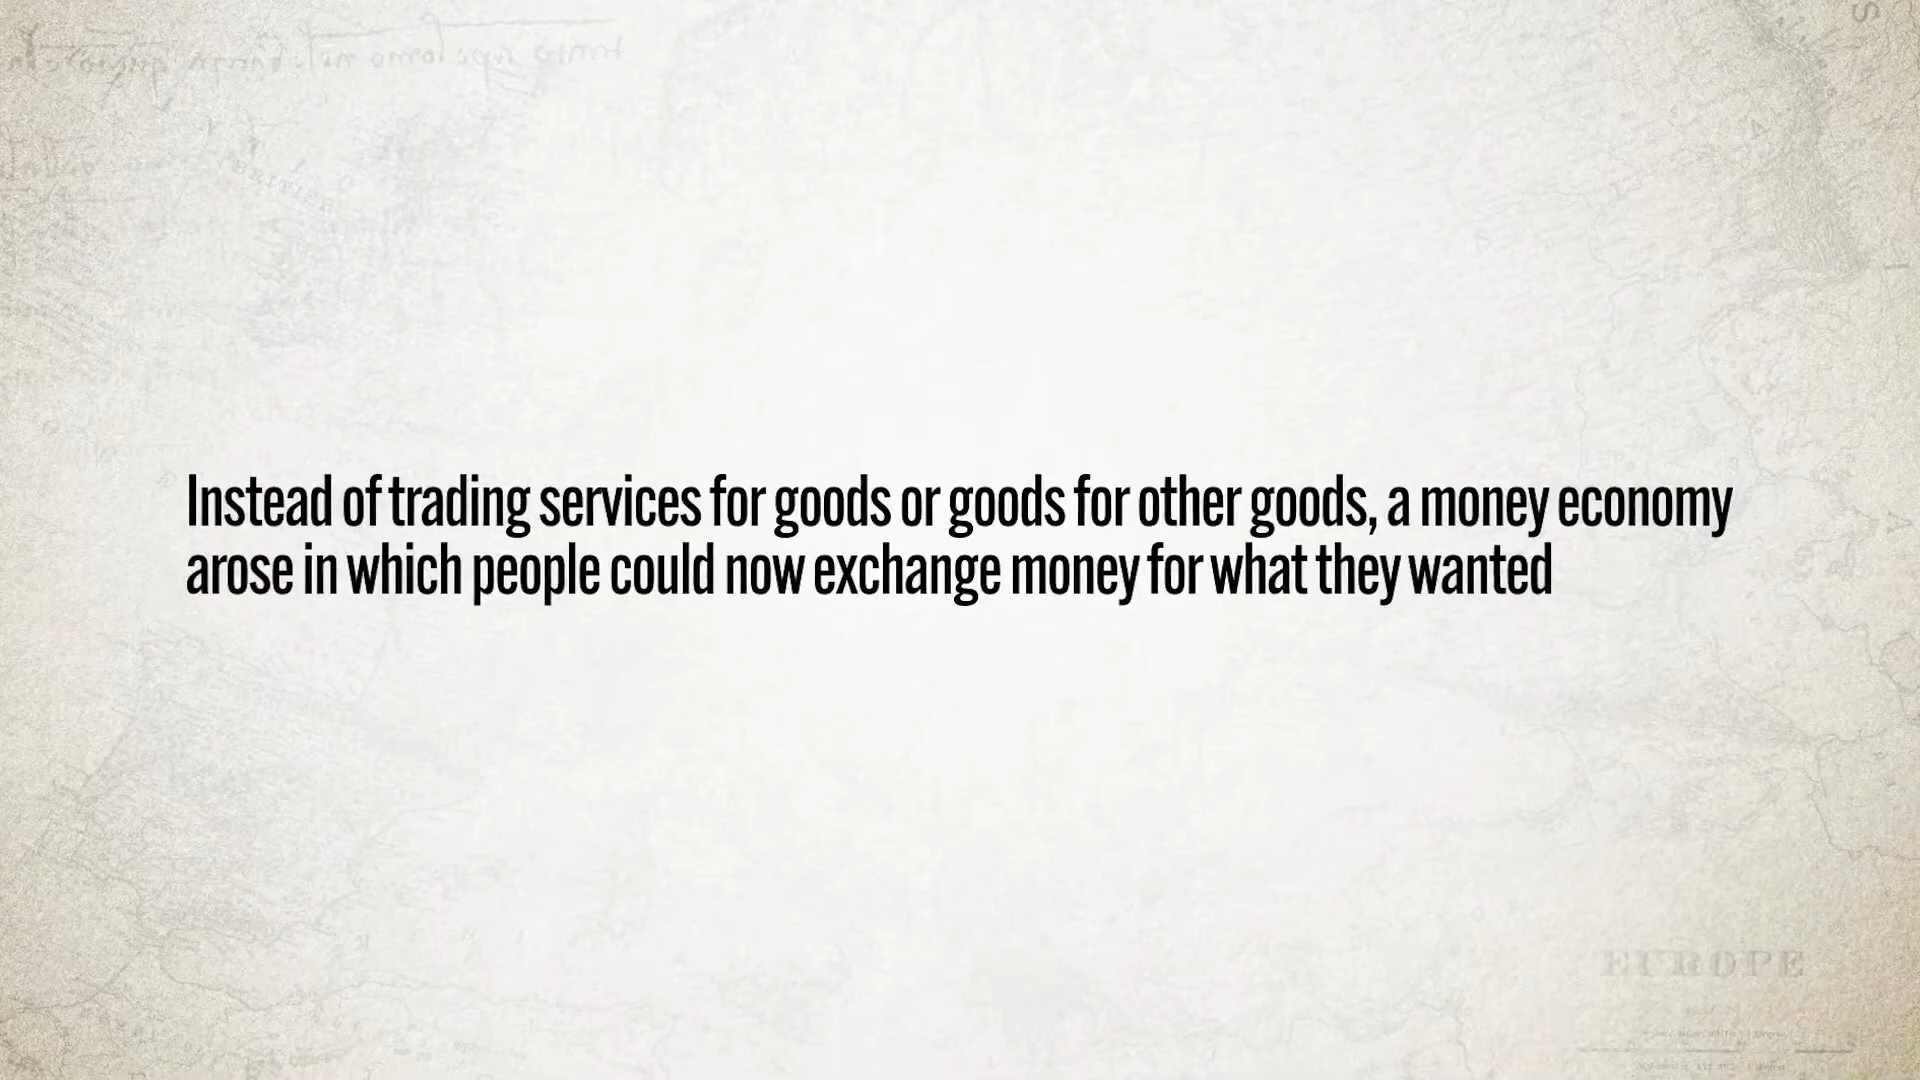 Instead of trading services for goods or goods for other goods, a money economy
arose in which people could now exchange money for what they wanted
EUROPE